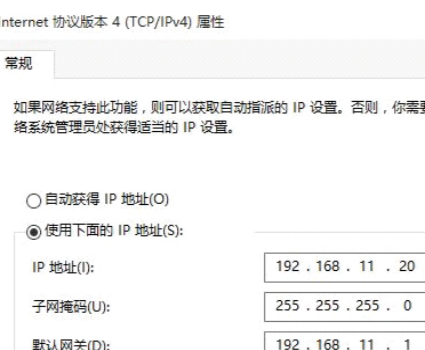 Internet 协议版本 4 (TCP/IPv4) 属性
常规
如果网络支持此功能，则可以获取自动指派的 IP 设置。否则，你需要
络系统管理员处获得适当的 IP 设置。
自动获得 IP 地址(O)
使用下面的 IP 地址(S):
IP 地址(I): 192 . 168 . 11 . 20
子网掩码(U): 255 . 255 . 255 . 0
默认网关(D): 192 . 168 . 11 . 1